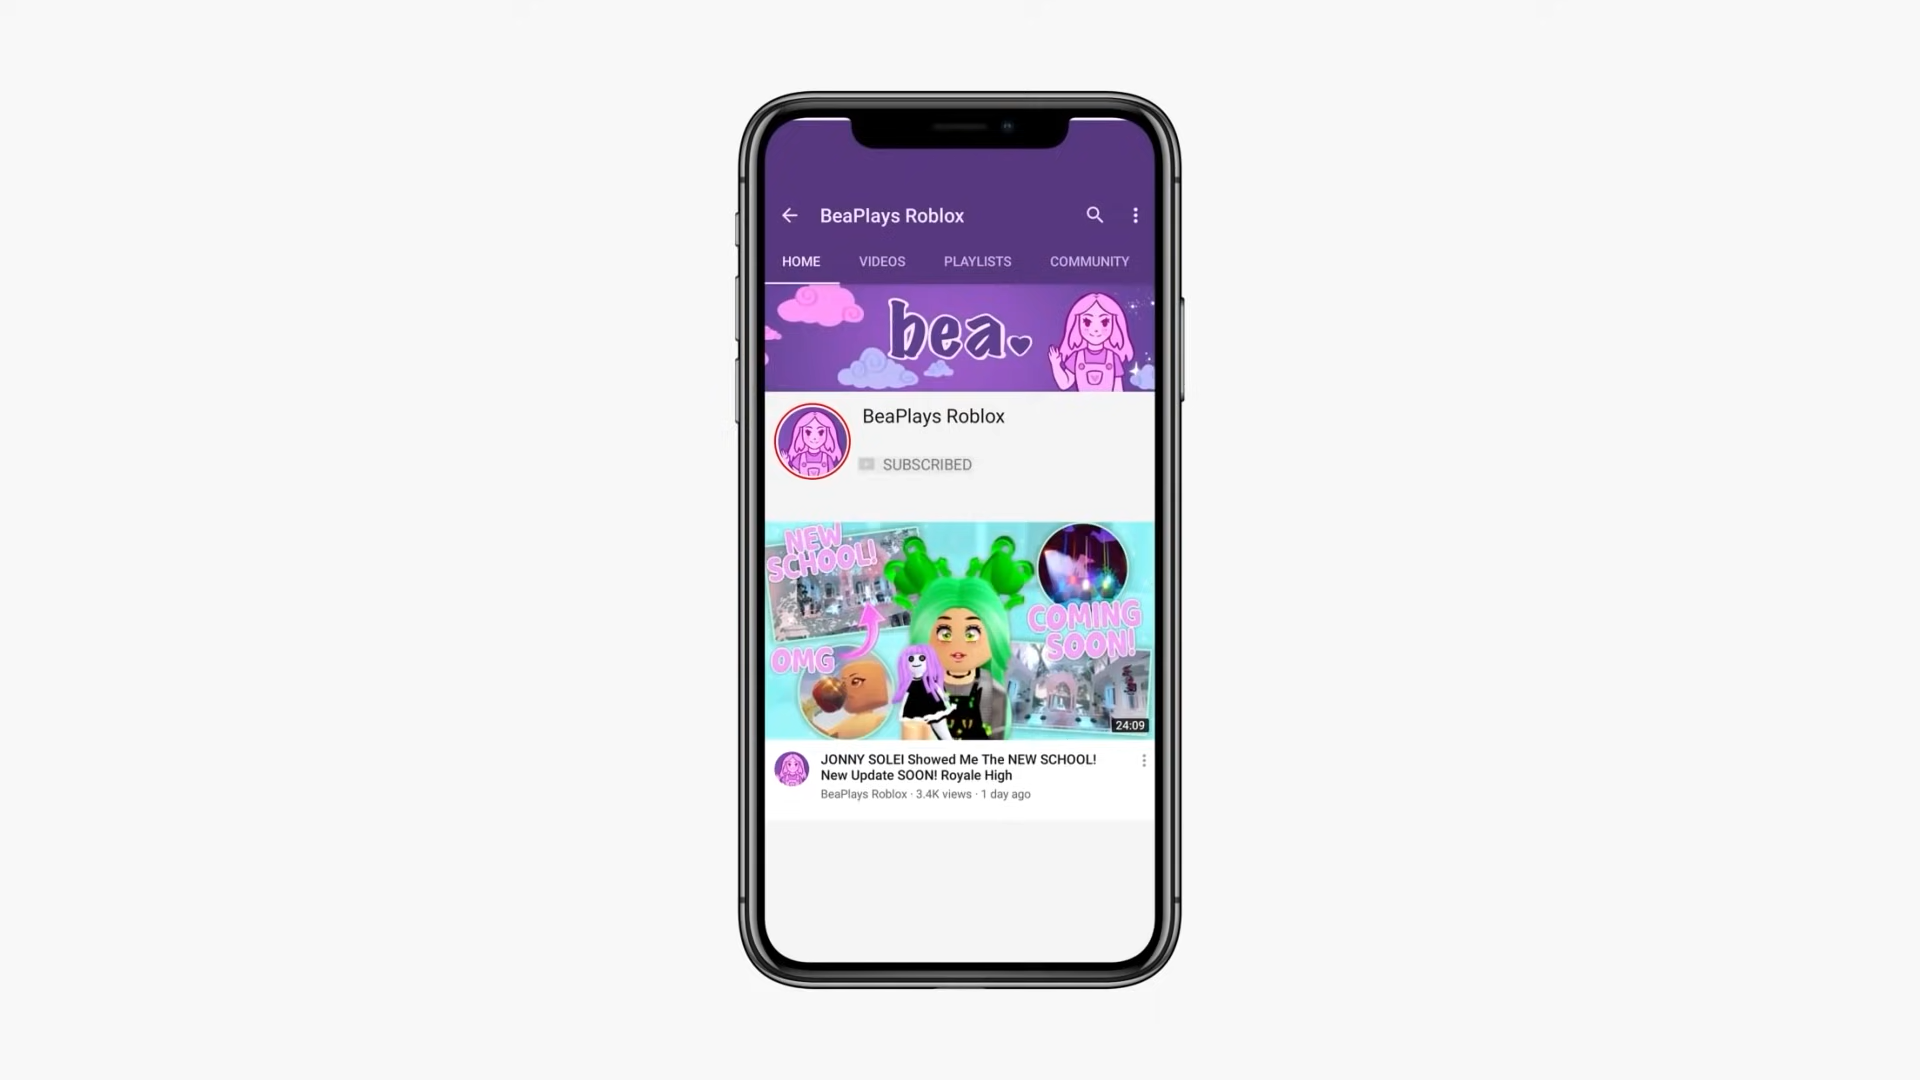 BeaPlays Roblox
HOME VIDEOS PLAYLISTS COMMUNITY
bea
BeaPlays Roblox
SUBSCRIBED
NEW
SCHOOL!
COMING
SOON!
OMG
24:09
JONNY SOLEI Showed Me The NEW SCHOOL!
New Update SOON! Royale High
BeaPlays Roblox · 3.4K views · 1 day ago